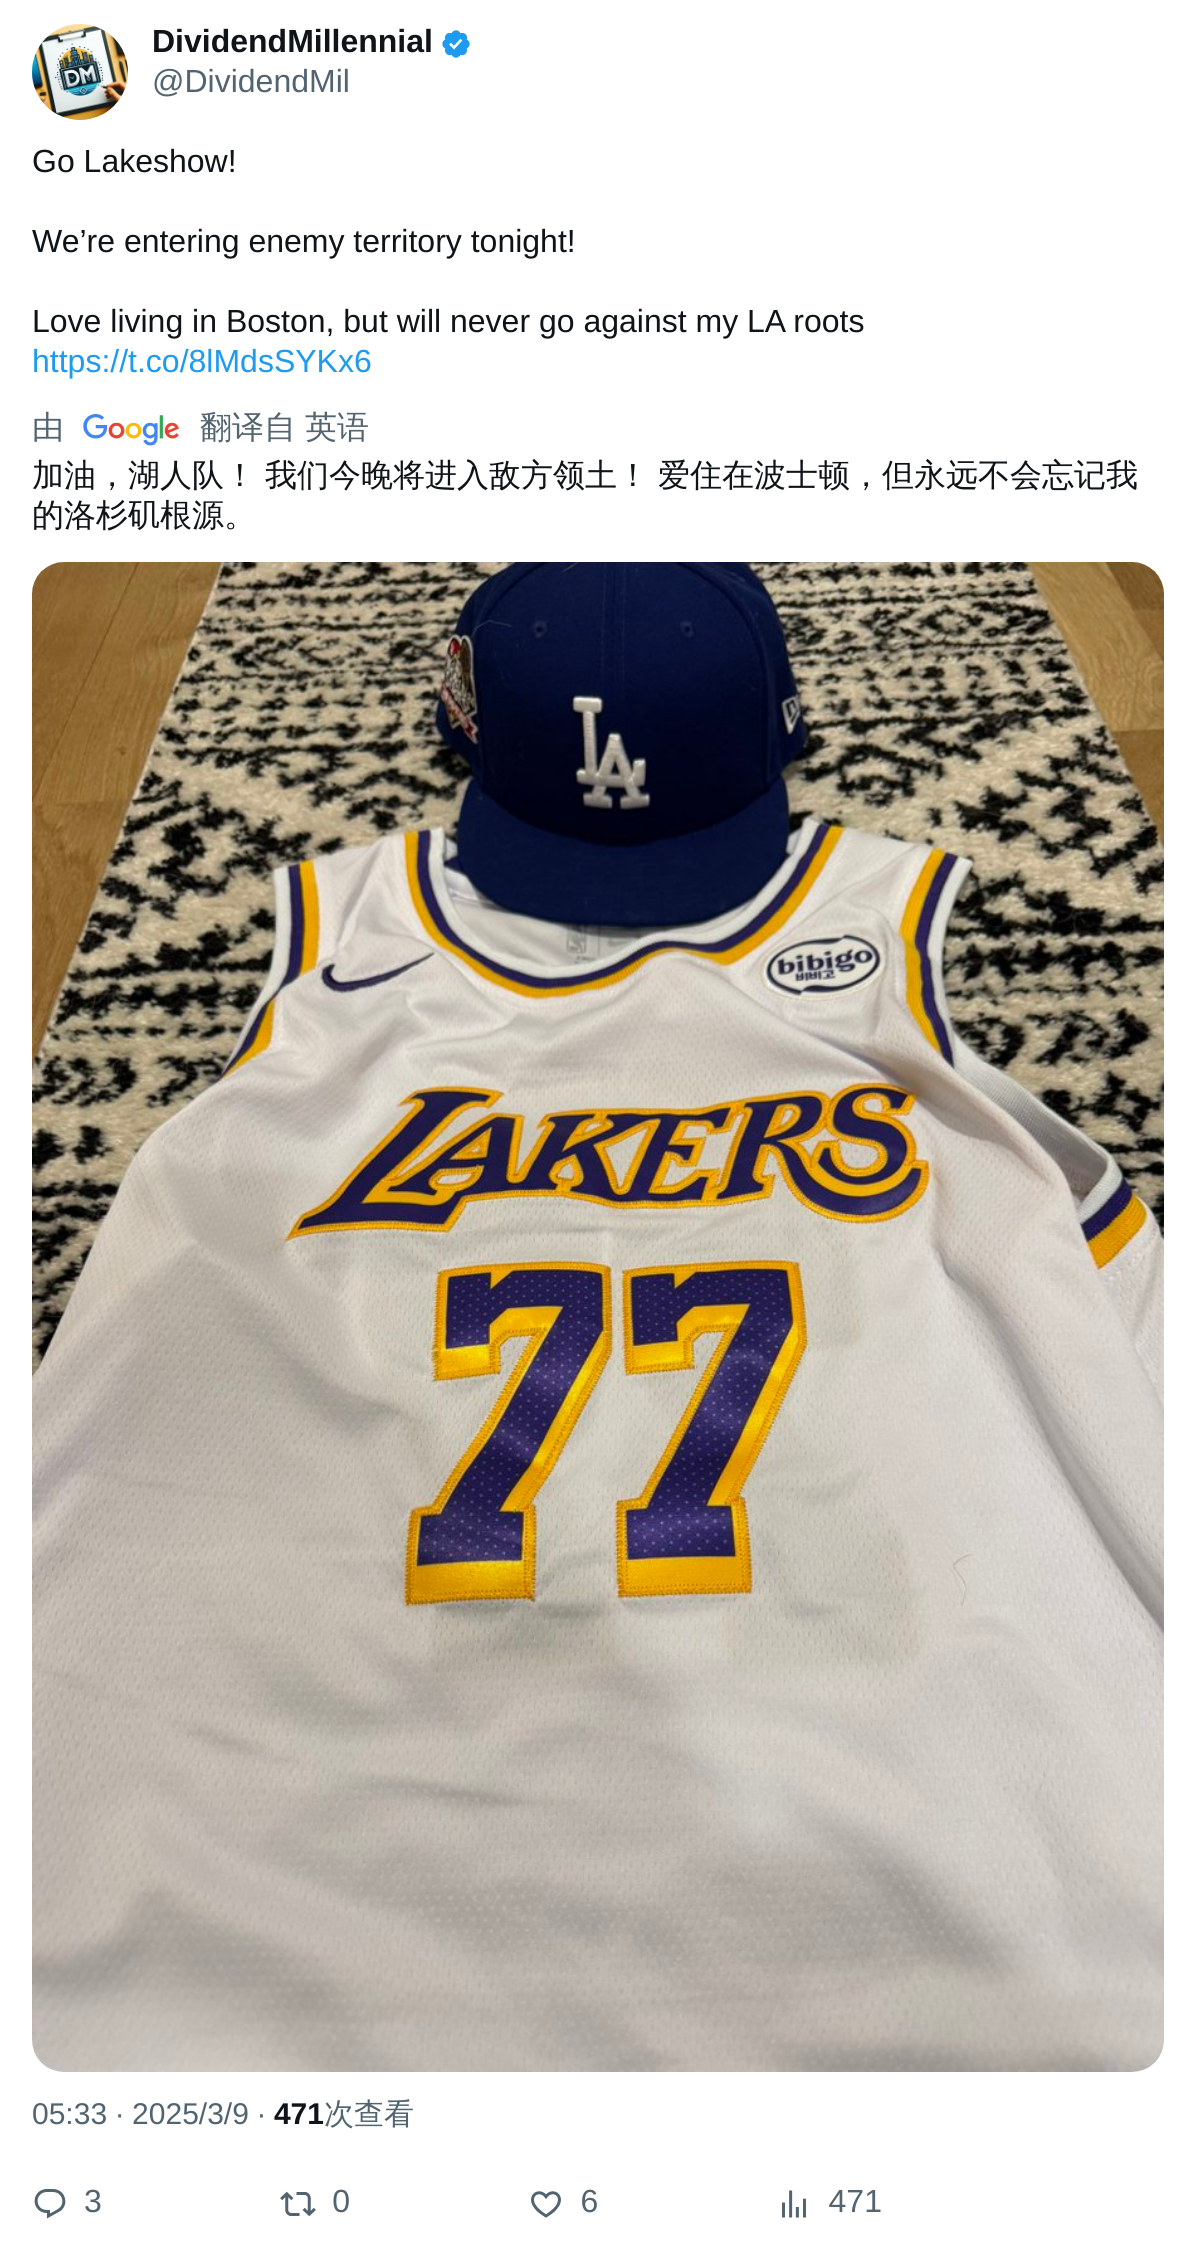 DM
DividendMillennial
@DividendMil
Go Lakeshow!
We’re entering enemy territory tonight!
Love living in Boston, but will never go against my LA roots
https://t.co/8lMdsSYKx6
由 Google 翻译自 英语
加油，湖人队！ 我们今晚将进入敌方领土！ 爱住在波士顿，但永远不会忘记我
的洛杉矶根源。
LA
bibigo
비비고
LAKERS
77
05:33 · 2025/3/9 · 471次查看
3 0 6 471